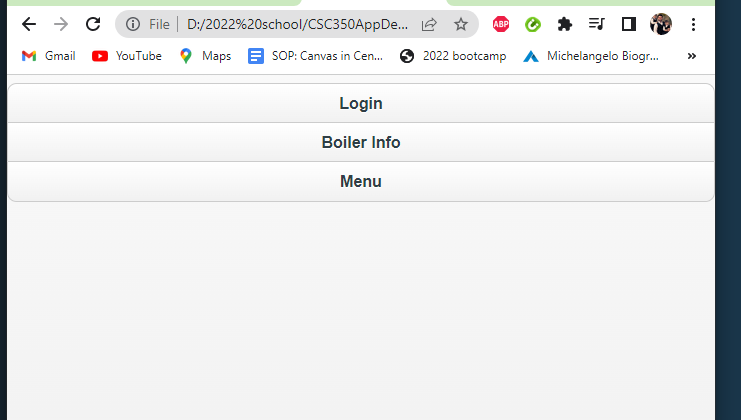 File D:/2022%20school/CSC350AppDe...
ABP
Gmail YouTube Maps SOP: Canvas in Cen... 2022 bootcamp Michelangelo Biogr... »
Login
Boiler Info
Menu